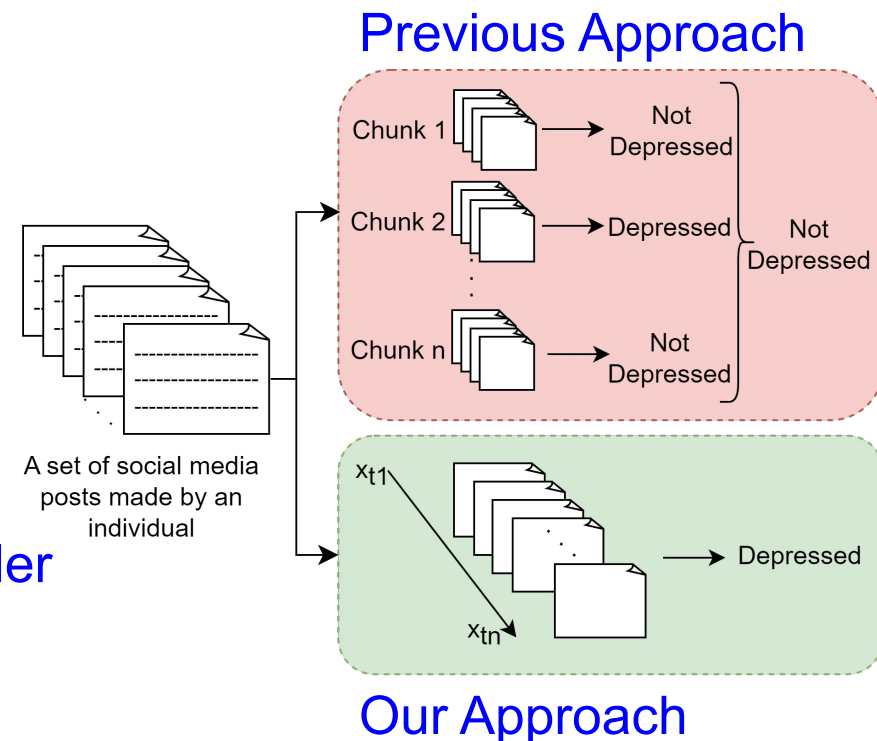 Previous Approach
Chunk 1
Not
Depressed
Chunk 2
Depressed
Chunk n
Not
Depressed
Not
Depressed
A set of social media
posts made by an
individual
ler
xt1
xtn
Depressed
Our Approach